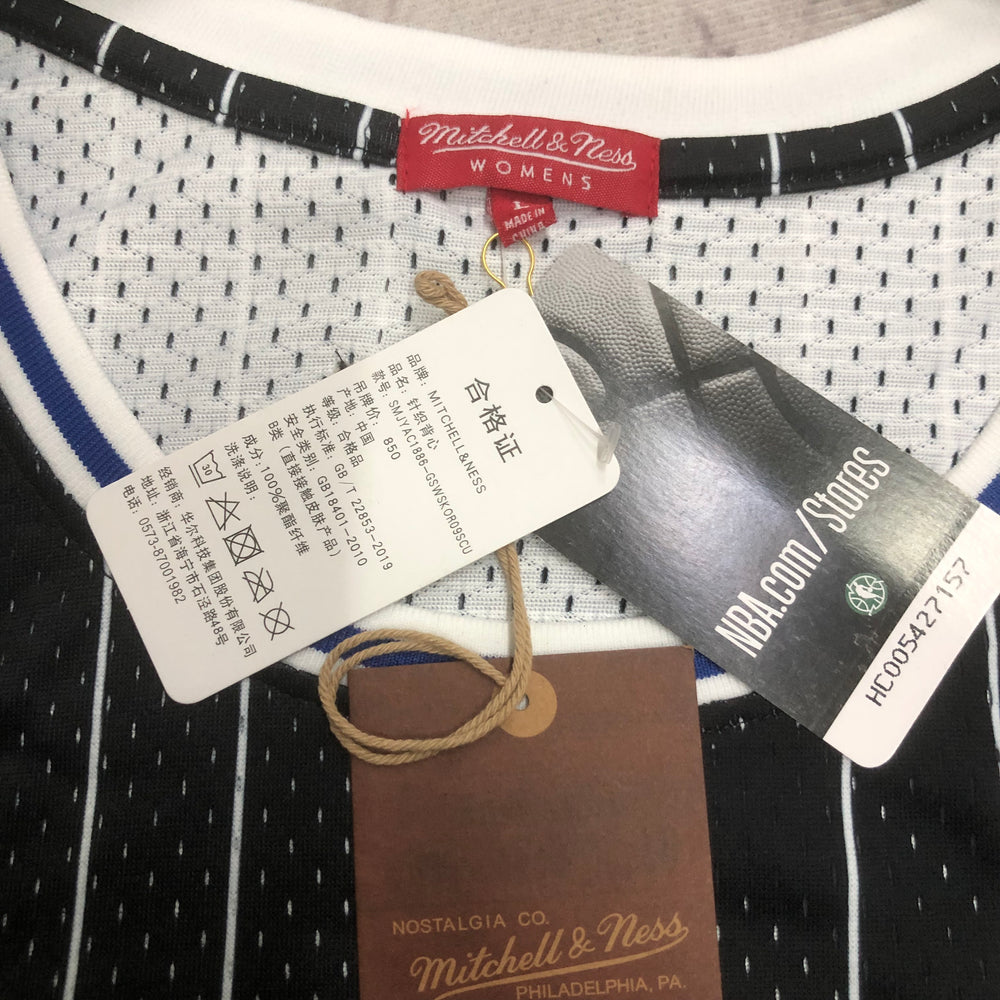 Mitchell & Ness
WOMENS
L
MADE IN
CHINA
合格证
品牌: MITCHELL&NESS
品名: 针织背心
款号: SMJYAC1886-GSWSKOR09SCU
吊牌价: 850
产地: 中国
等级: 合格品
执行标准: GB/T 22853-2019
安全类别: GB18401-2010
B类 (直接接触皮肤产品)
成分: 100%聚酯纤维
洗涤说明:
30
经销商: 华尔科技集团股份有限公司
地址: 浙江省海宁市石泾路48号
电话: 0573-87001982
NBA.com/Stores
HC005427157
NOSTALGIA CO.
Mitchell & Ness
PHILADELPHIA, PA.